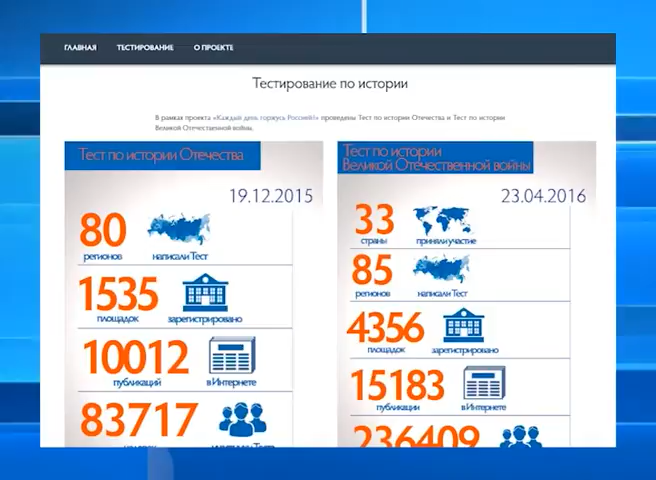 ГЛАВНАЯ ТЕСТИРОВАНИЕ О ПРОЕКТЕ
Тестирование по истории
В рамках проекта «Каждый день горжусь Россией!» проведены Тест по истории Отечества и Тест по истории
Великой Отечественной войны.
Тест по истории Отечества
19.12.2015
80
регионов написали Тест
1535
площадок зарегистрировано
10012
публикаций в Интернете
83717
Тест по истории
Великой Отечественной войны
23.04.2016
33
страны приняли участие
85
регионов написали Тест
4356
площадок зарегистрировано
15183
публикации в Интернете
236409